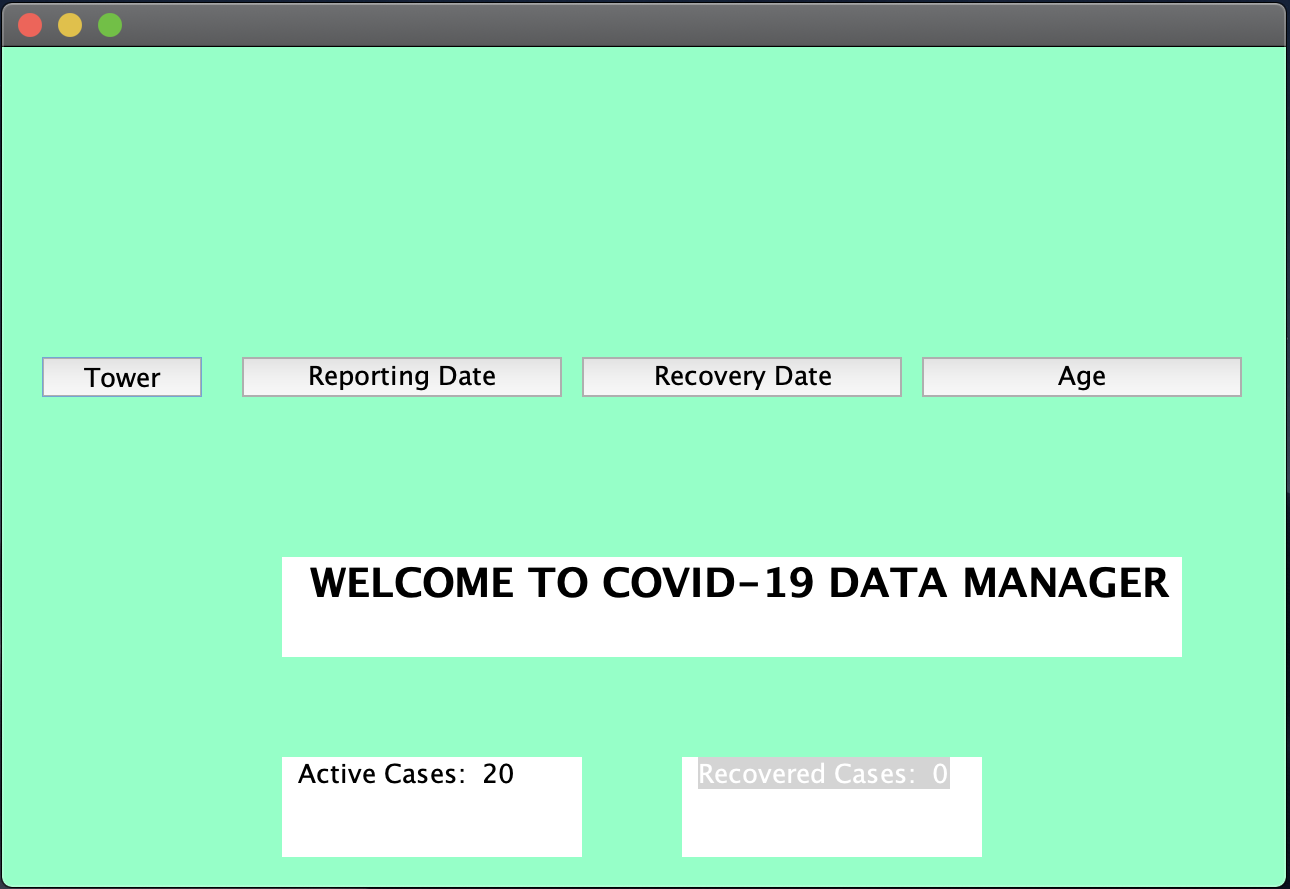 Tower
Reporting Date
Recovery Date
Age
WELCOME TO COVID-19 DATA MANAGER
Active Cases:  20
Recovered Cases:  0